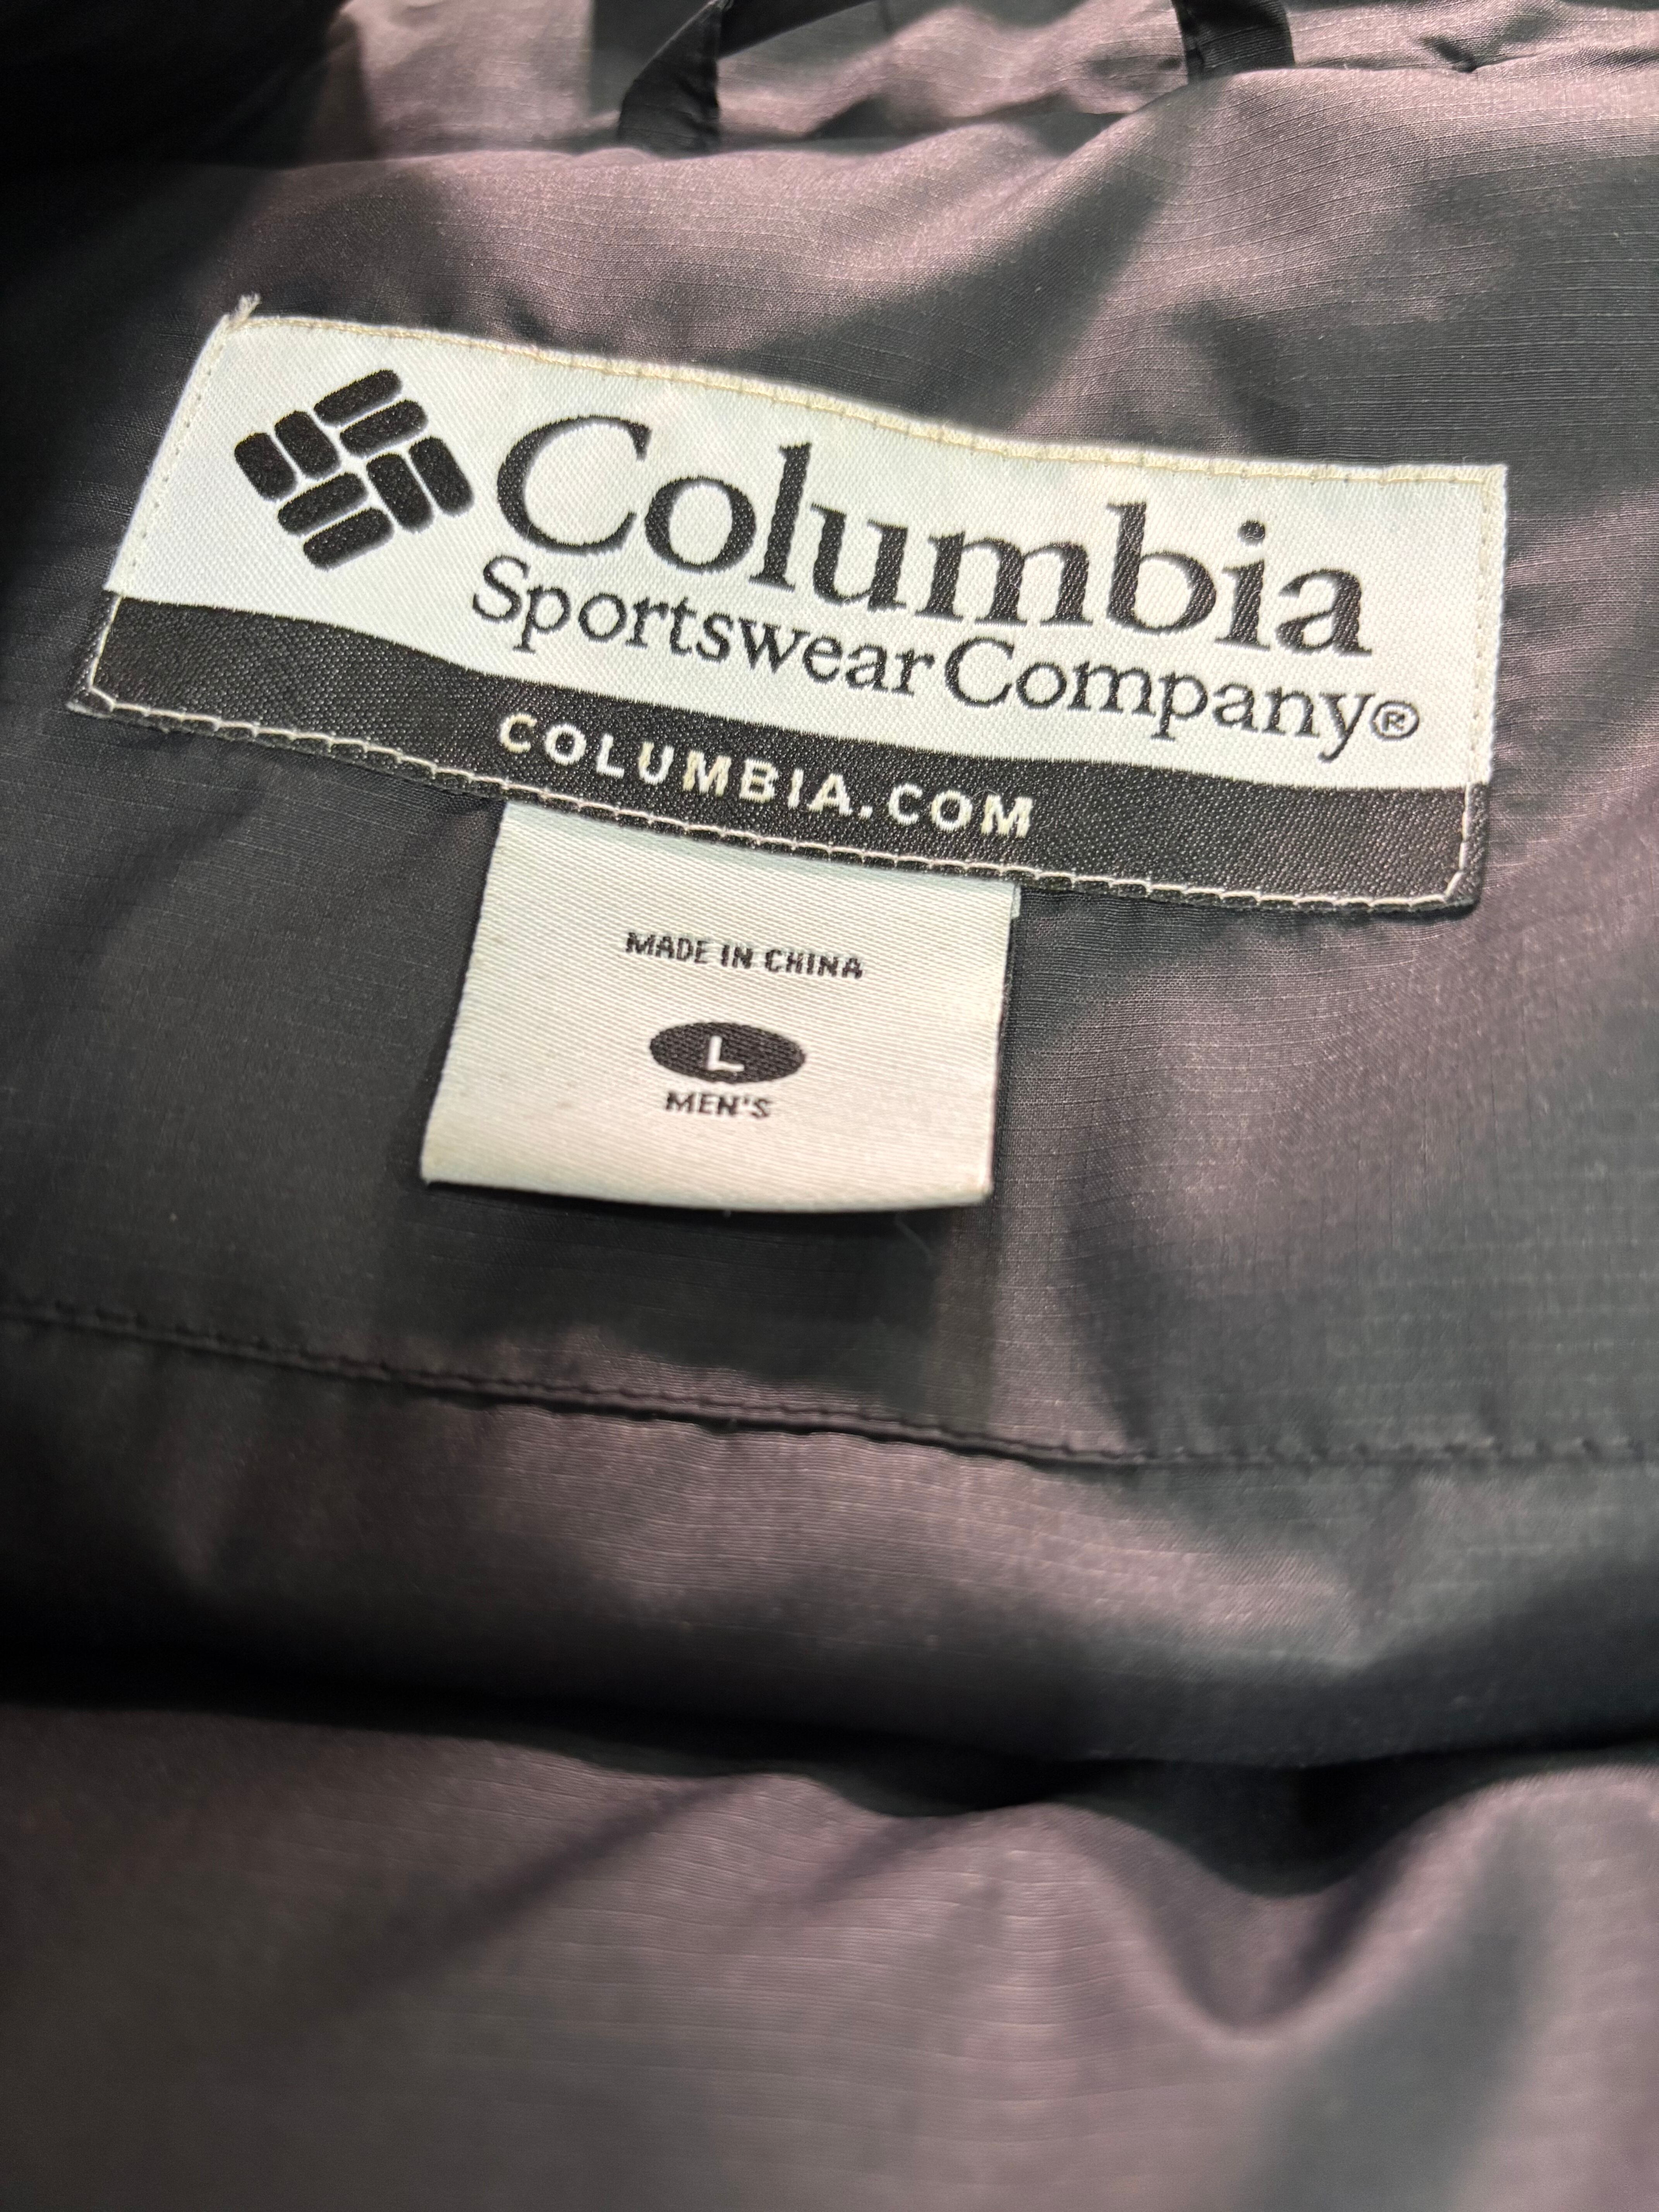 Columbia
Sportswear Company®
COLUMBIA.COM
MADE IN CHINA
L
MEN'S